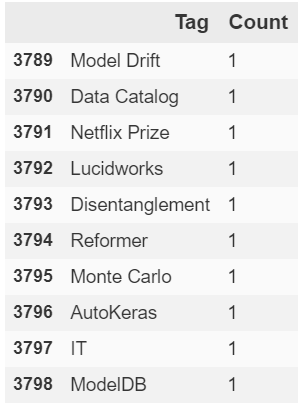 Tag Count
3789 Model Drift 1
3790 Data Catalog 1
3791 Netflix Prize 1
3792 Lucidworks 1
3793 Disentanglement 1
3794 Reformer 1
3795 Monte Carlo 1
3796 AutoKeras 1
3797 IT 1
3798 ModelDB 1